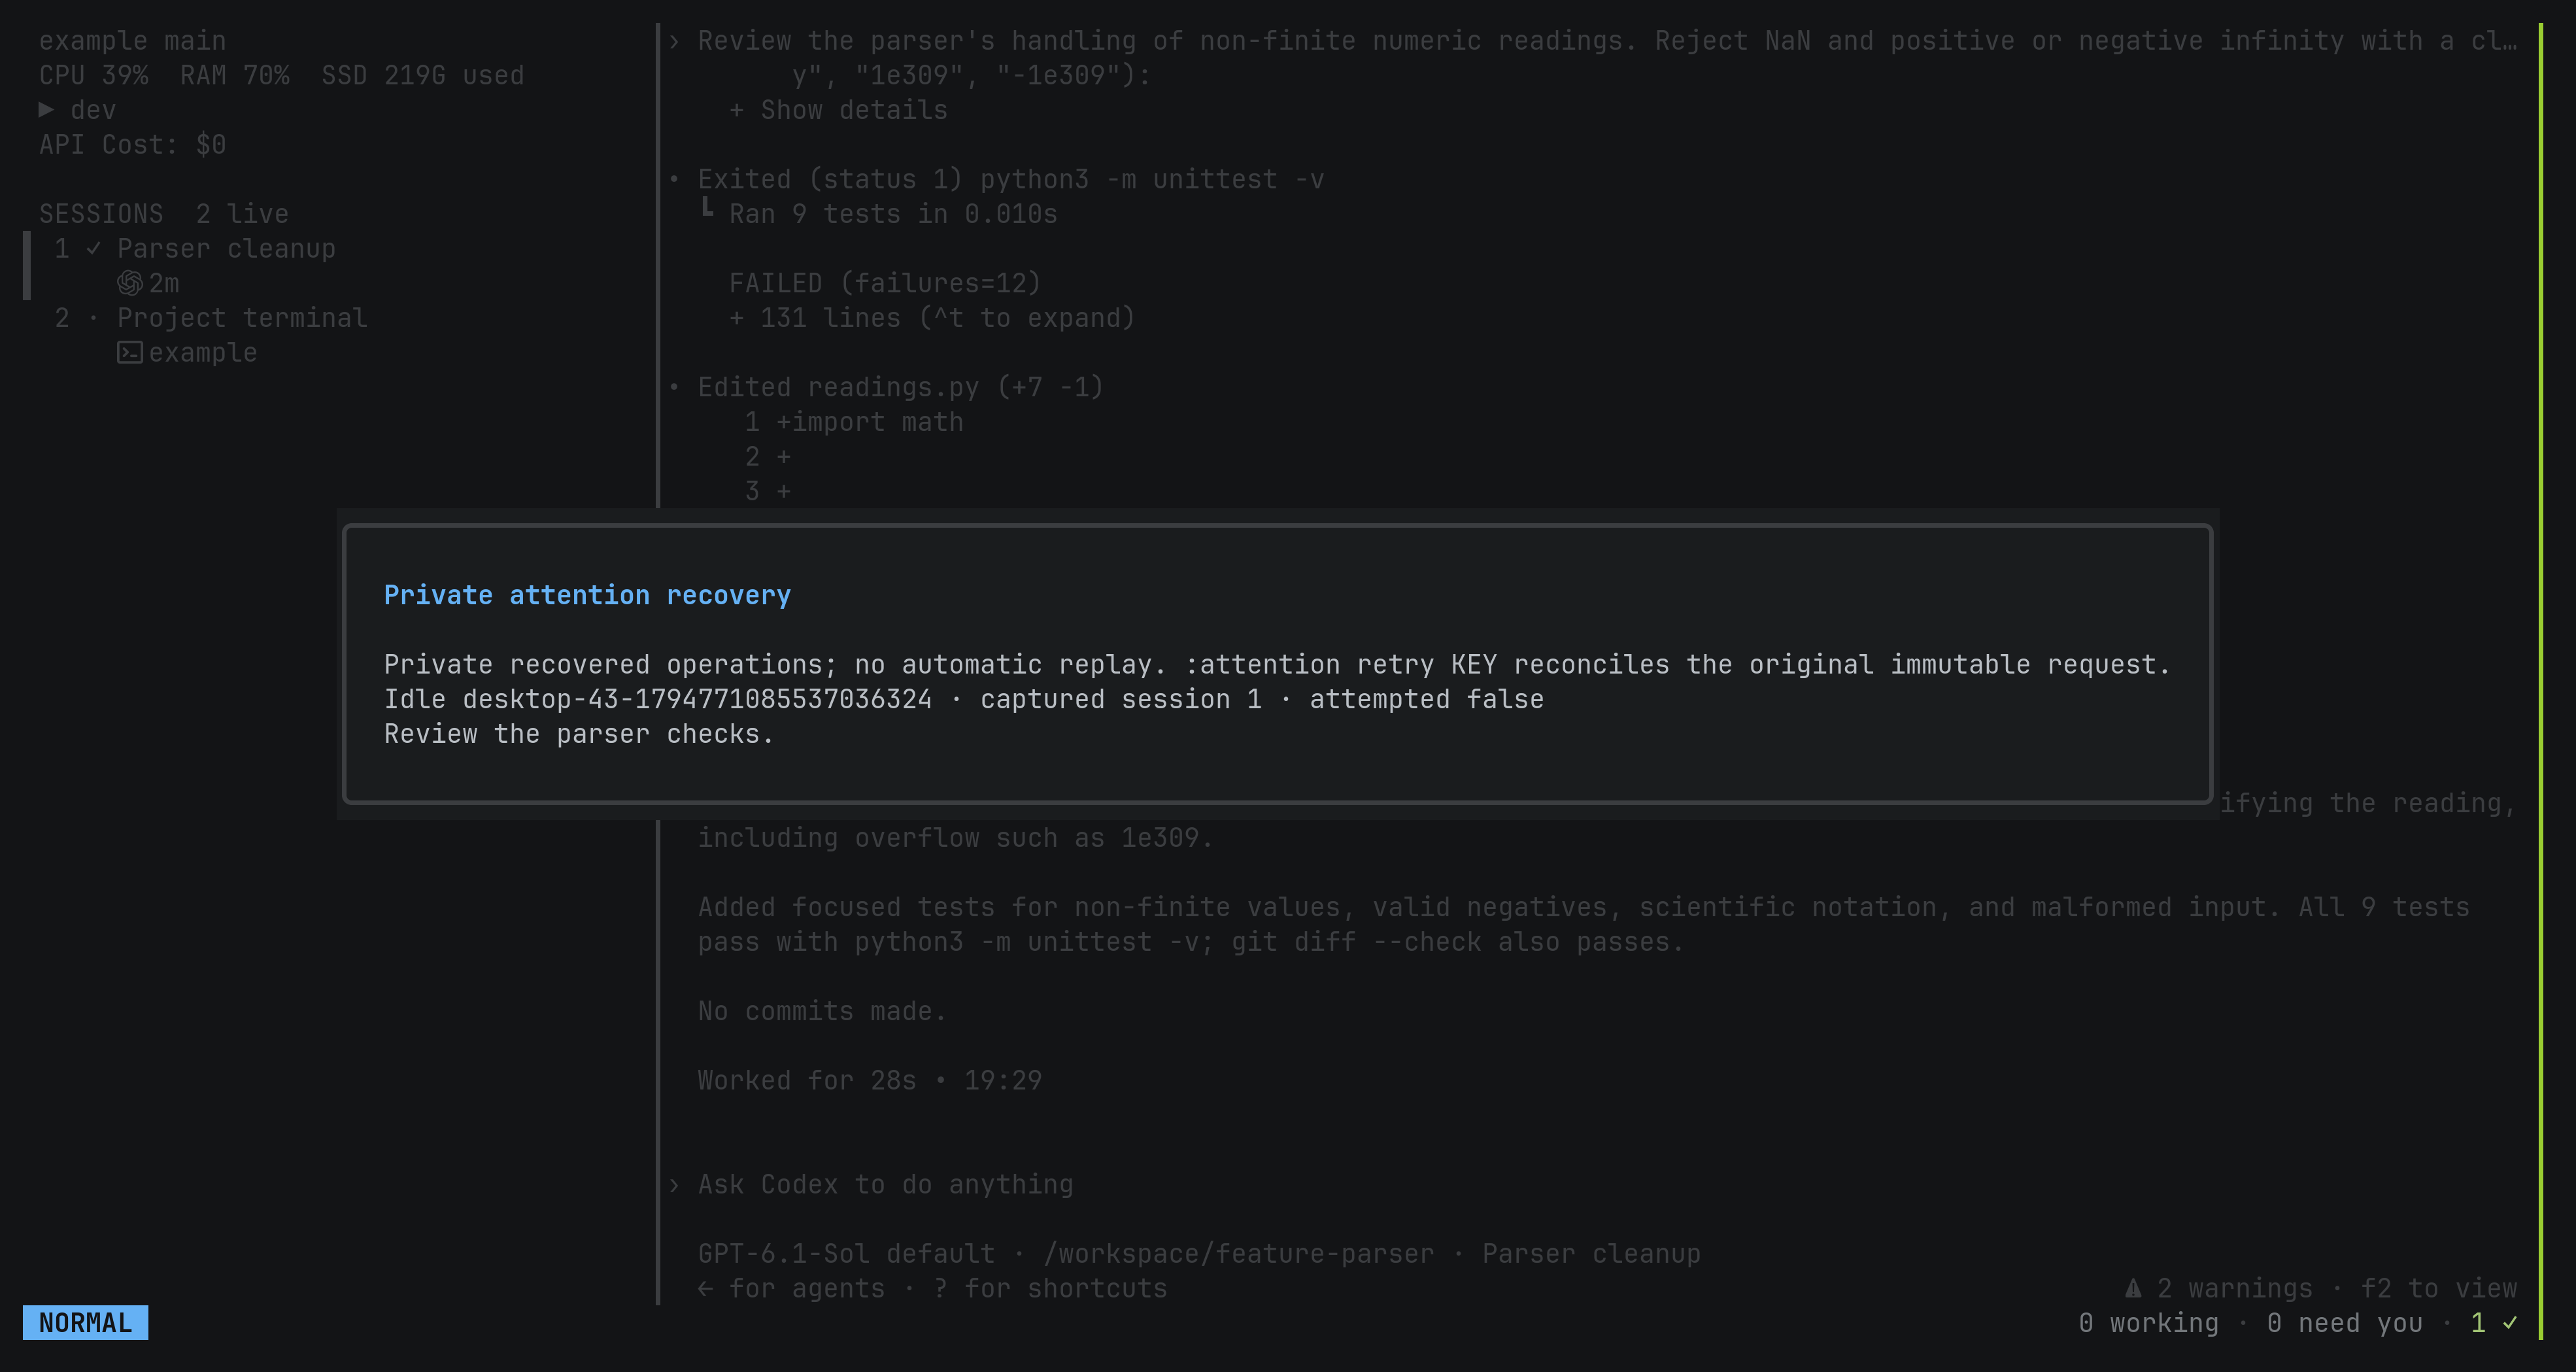 example main
CPU 39%  RAM 70%  SSD 219G used
▶ dev
API Cost: $0
SESSIONS  2 live
1 ✓ Parser cleanup
2m
2 · Project terminal
example
› Review the parser's handling of non-finite numeric readings. Reject NaN and positive or negative infinity with a cl…
y", "1e309", "-1e309"):
+ Show details
• Exited (status 1) python3 -m unittest -v
└ Ran 9 tests in 0.010s
FAILED (failures=12)
+ 131 lines (^t to expand)
• Edited readings.py (+7 -1)
1 +import math
2 +
3 +
Private attention recovery
Private recovered operations; no automatic replay. :attention retry KEY reconciles the original immutable request.
Idle desktop-43-1794771085537036324 · captured session 1 · attempted false
Review the parser checks.
ifying the reading,
including overflow such as 1e309.
Added focused tests for non-finite values, valid negatives, scientific notation, and malformed input. All 9 tests
pass with python3 -m unittest -v; git diff --check also passes.
No commits made.
Worked for 28s • 19:29
› Ask Codex to do anything
GPT-6.1-Sol default · /workspace/feature-parser · Parser cleanup
← for agents · ? for shortcuts
⚠ 2 warnings · f2 to view
NORMAL
0 working · 0 need you · 1 ✓